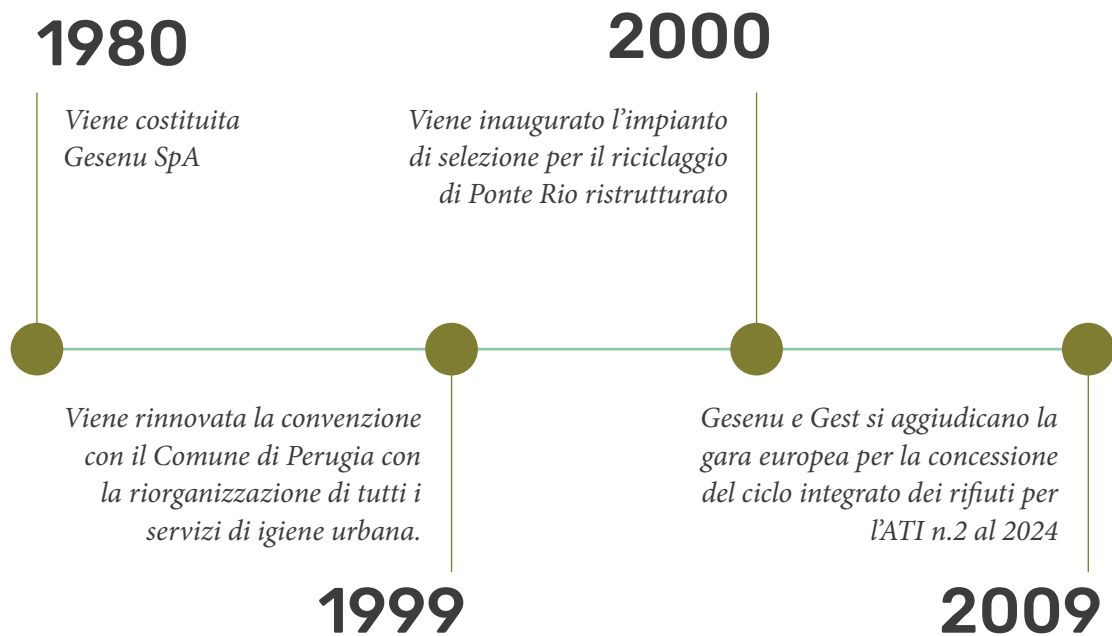 1980
Viene costituita
Gesenu SpA
1999
Viene rinnovata la convenzione
con il Comune di Perugia con
la riorganizzazione di tutti i
servizi di igiene urbana.
2000
Viene inaugurato l’impianto
di selezione per il riciclaggio
di Ponte Rio ristrutturato
2009
Gesenu e Gest si aggiudicano la
gara europea per la concessione
del ciclo integrato dei rifiuti per
l’ATI n.2 al 2024